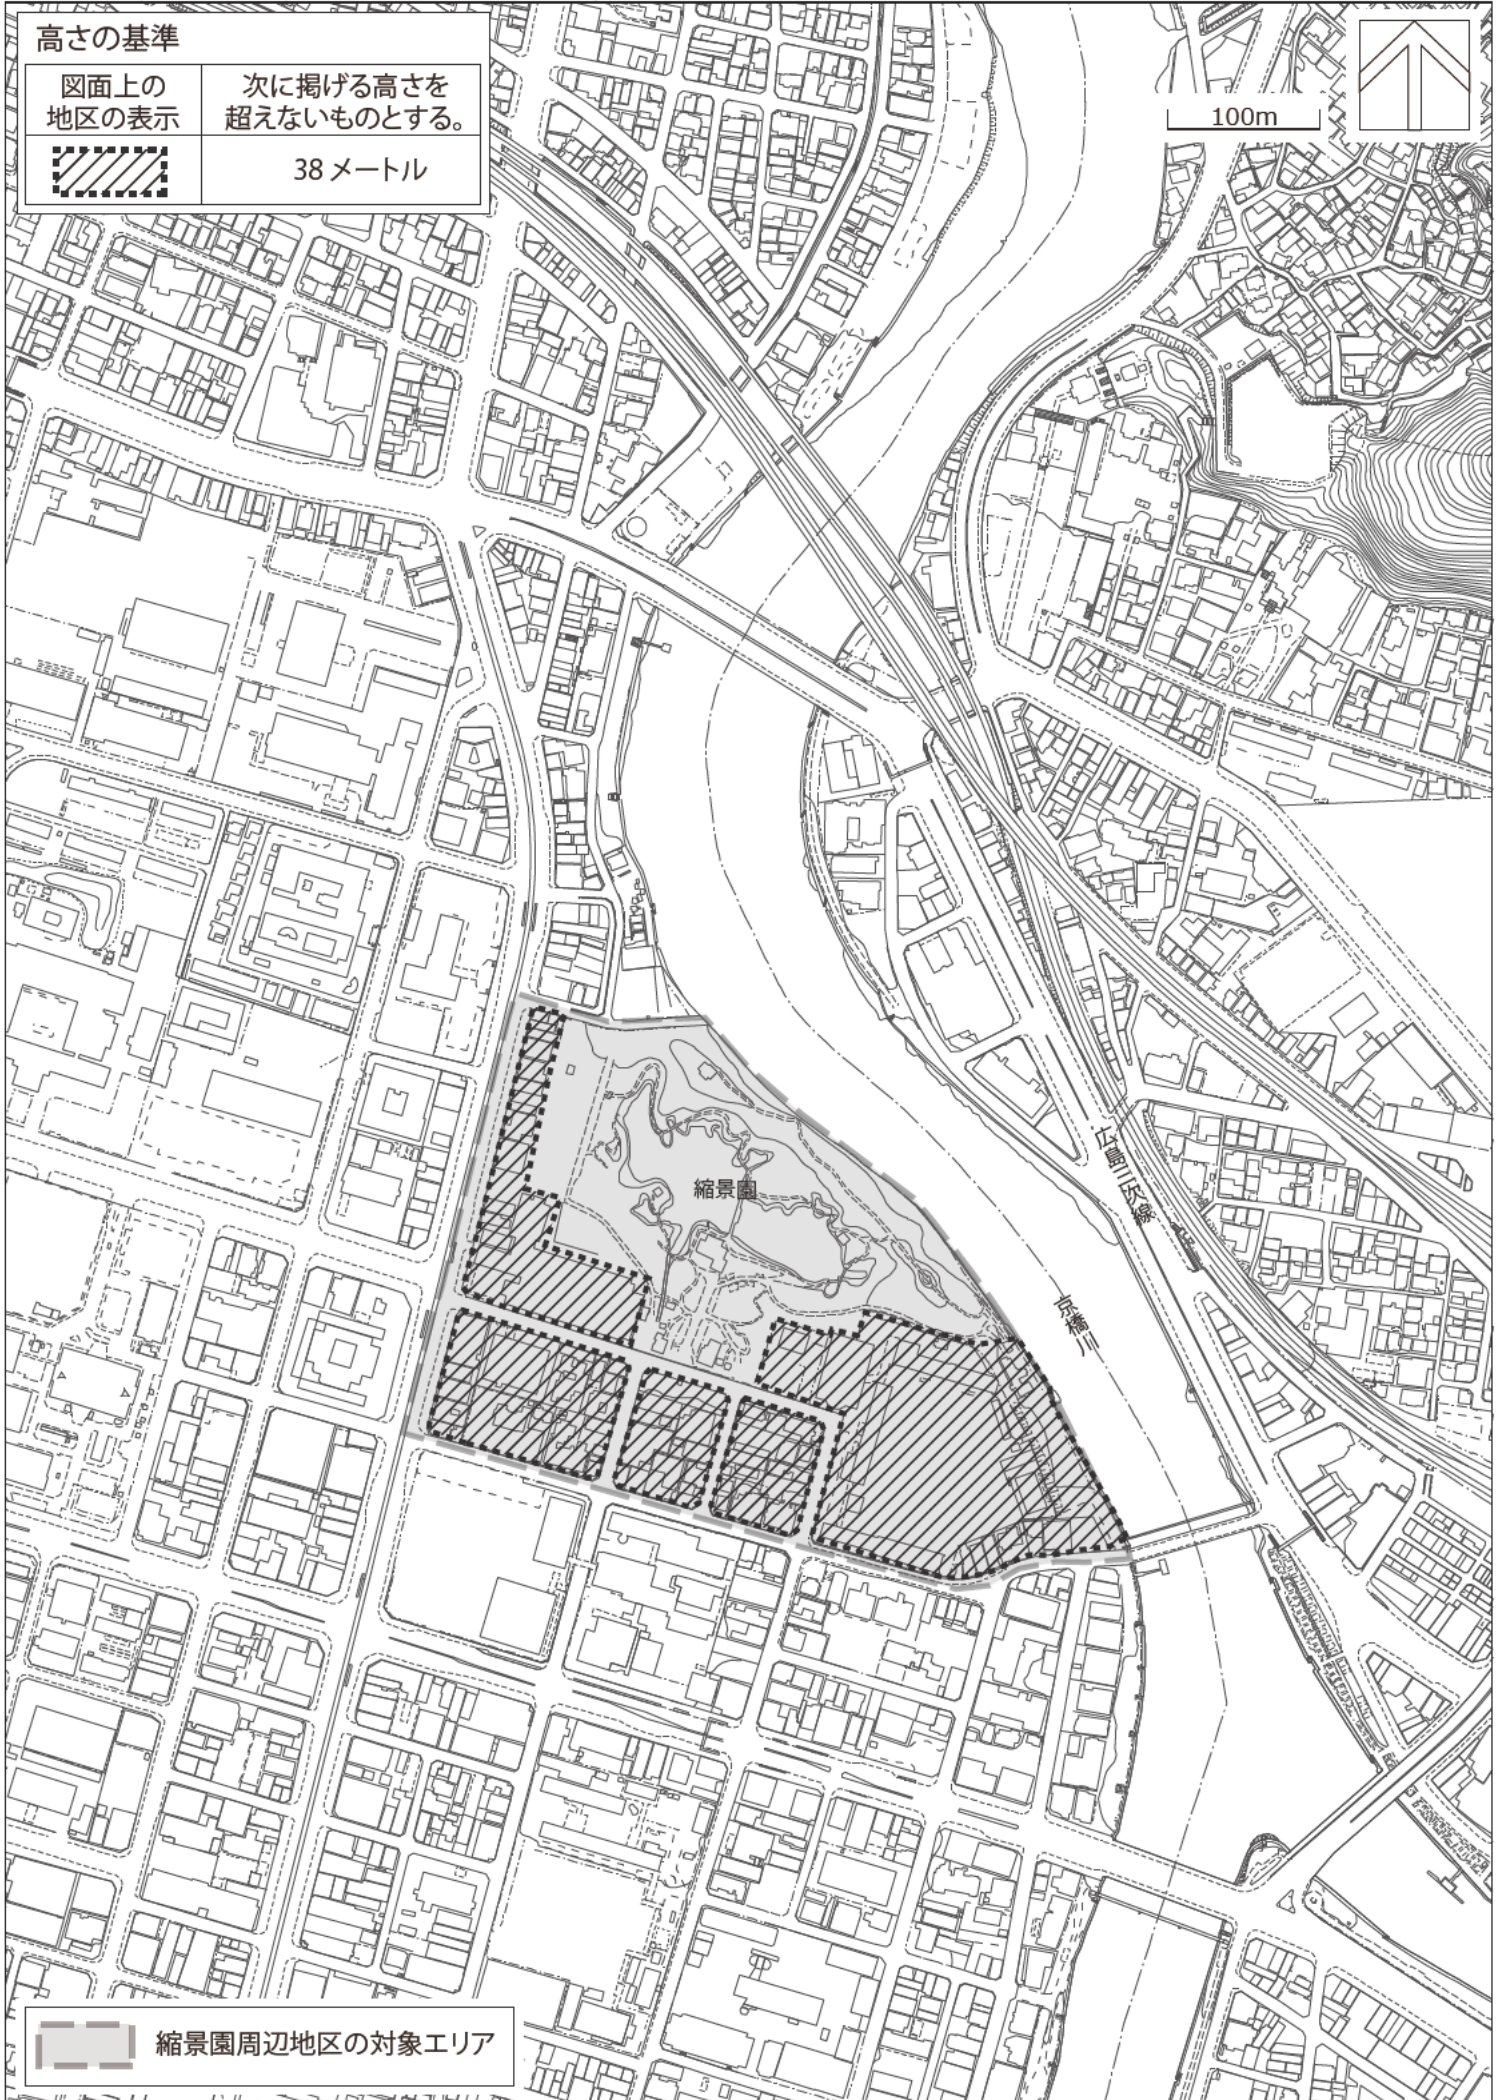 高さの基準
図面上の
地区の表示
次に掲げる高さを
超えないものとする。
38 メートル
100m
縮景園
広島三次線
京橋川
縮景園周辺地区の対象エリア